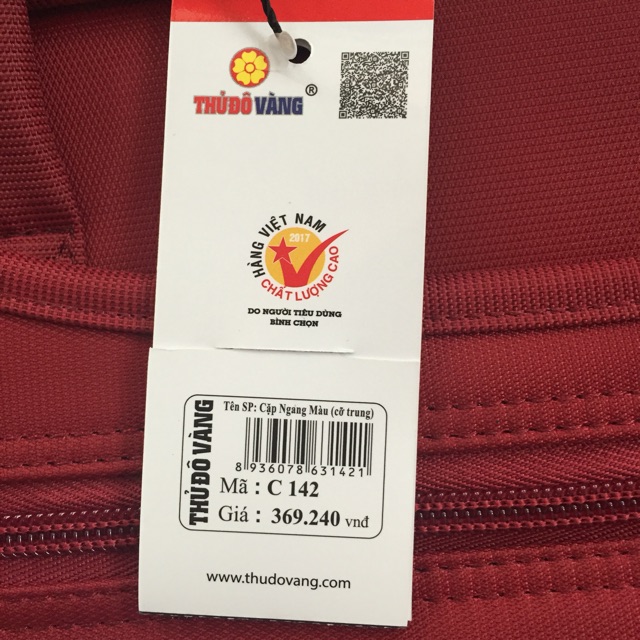 THỦ ĐÔ VÀNG ®
HÀNG VIỆT NAM
2017
CHẤT LƯỢNG CAO
DO NGƯỜI TIÊU DÙNG
BÌNH CHỌN
THỦ ĐÔ VÀNG
Tên SP: Cặp Ngang Màu (cỡ trung)
8 936078 631421
Mã : C 142
Giá : 369.240 vnđ
www.thudovang.com